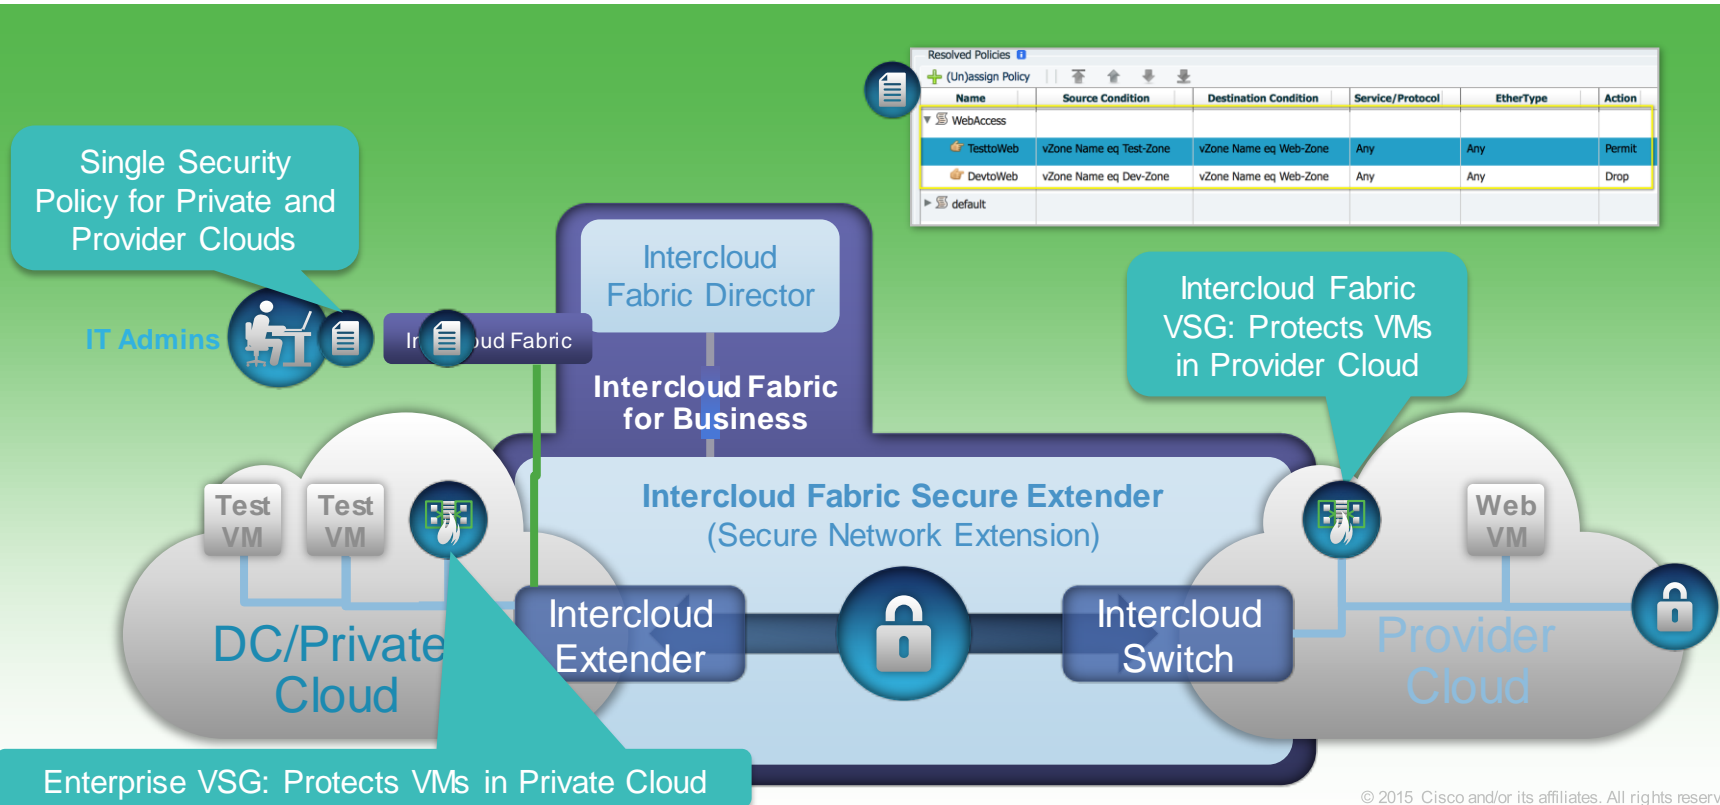 Resolved Policies
(Un)assign Policy
Name Source Condition Destination Condition Service/Protocol EtherType Action
WebAccess
TesttoWeb vZone Name eq Test-Zone vZone Name eq Web-Zone Any Any Permit
DevtoWeb vZone Name eq Dev-Zone vZone Name eq Web-Zone Any Any Drop
default
Single Security
Policy for Private and
Provider Clouds
Intercloud
Fabric Director
Intercloud Fabric
VSG: Protects VMs
in Provider Cloud
IT Admins
oud Fabric
Intercloud Fabric
for Business
Intercloud Fabric Secure Extender
(Secure Network Extension)
Test
VM
Test
VM
Web
VM
Intercloud
Extender
Intercloud
Switch
DC/Private
Cloud
Provider
Cloud
Enterprise VSG: Protects VMs in Private Cloud
© 2015 Cisco and/or its affiliates. All rights reserv